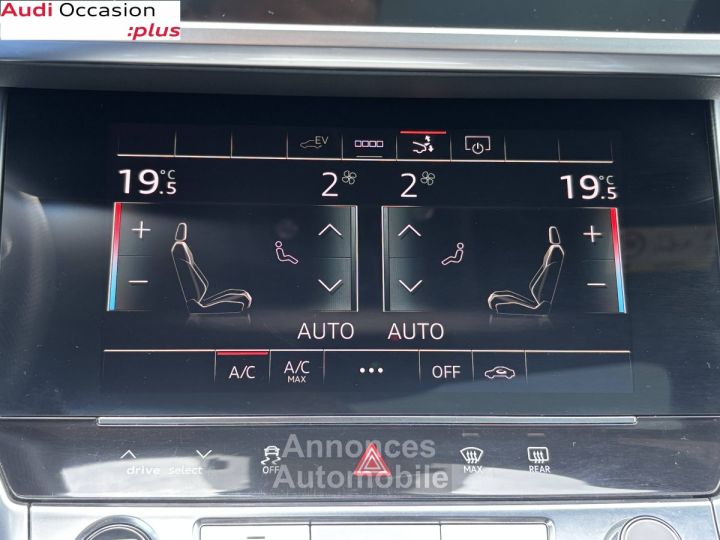 Audi Occasion
:plus
EV
19.5 °C 2 2 19.5 °C
+ +
− −
AUTO AUTO
A/C A/C MAX ••• OFF
drive select OFF MAX REAR
Annonces
Automobile